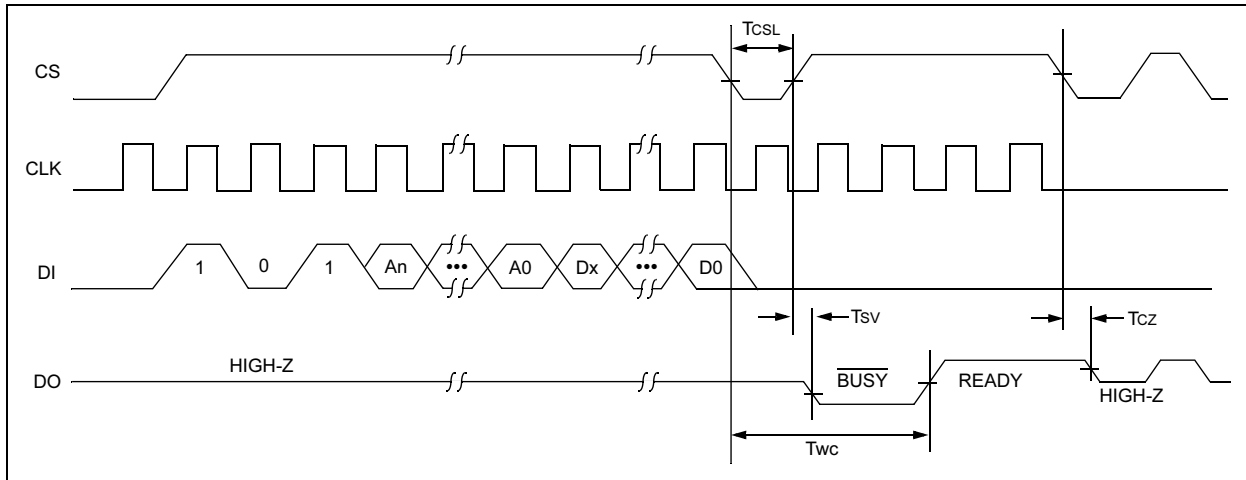 TCSL
CS
CLK
DI
1 0 1 An ••• A0 Dx ••• D0
TSV
TCZ
HIGH-Z
DO
BUSY
READY
HIGH-Z
TWC